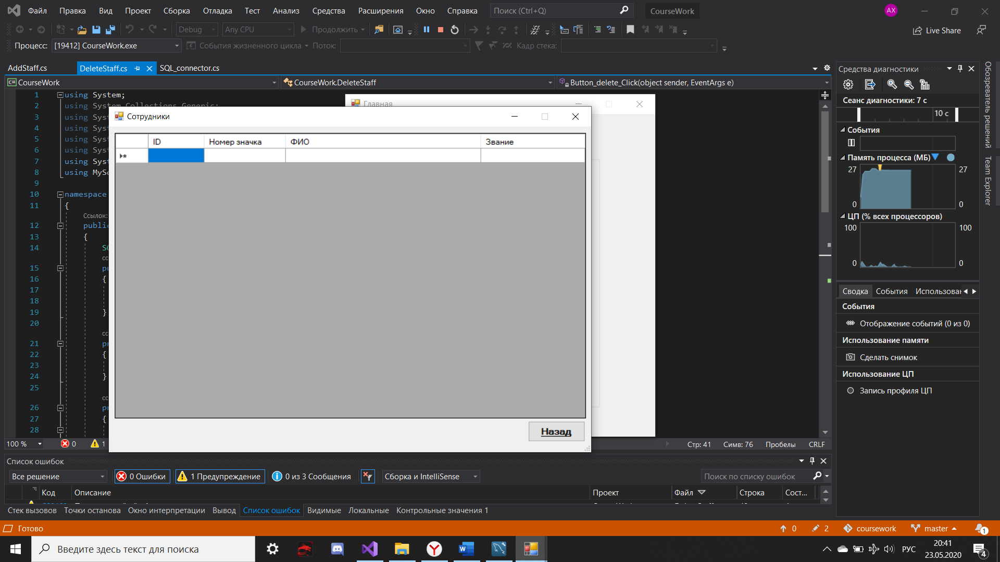 Файл Правка Вид Проект Сборка Отладка Тест Анализ Средства Расширения Окно Справка Поиск (Ctrl+Q) CourseWork AX
Debug Any CPU Продолжить Live Share
Процесс: [19412] CourseWork.exe События жизненного цикла Поток: Кадр стека:
AddStaff.cs DeleteStaff.cs SQL_connector.cs
C# CourseWork CourseWork.DeleteStaff Button_delete_Click(object sender, EventArgs e)
1 using System;
2 using System.Collections.Generic;
3 using Syst
4 using Syst
5 using Syst
6 using Syst
7 using Syst
8 using MySq
9
10 namespace
11 {
Ссылок:
12 public
13 {
14 SQ
сс
15 pu
16 {
17
18
19 }
20
сс
21 pr
22 {
23
24 }
25
сс
26 pr
27 {
28
Главная
Сотрудники
ID Номер значка ФИО Звание
Назад
100 % 0 1 Стр: 41 Симв: 76 Пробелы CRLF
Средства диагностики
Сеанс диагностики: 7 с
10 с
События
Память процесса (МБ)
27 27
0 0
ЦП (% всех процессоров)
100 100
0 0
Сводка События Использован
События
Отображение событий (0 из 0)
Использование памяти
Сделать снимок
Использование ЦП
Запись профиля ЦП
Обозреватель решений
Team Explorer
Список ошибок
Все решение 0 Ошибки 1 Предупреждение 0 из 3 Сообщения Сборка и IntelliSense Поиск по списку ошибок
Код Описание Проект Файл Строка Сост...
Стек вызовов Точки останова Окно интерпретации Вывод Список ошибок Видимые Локальные Контрольные значения 1
Готово 0 2 coursework master 1
Введите здесь текст для поиска РУС 20:41
23.05.2020 4